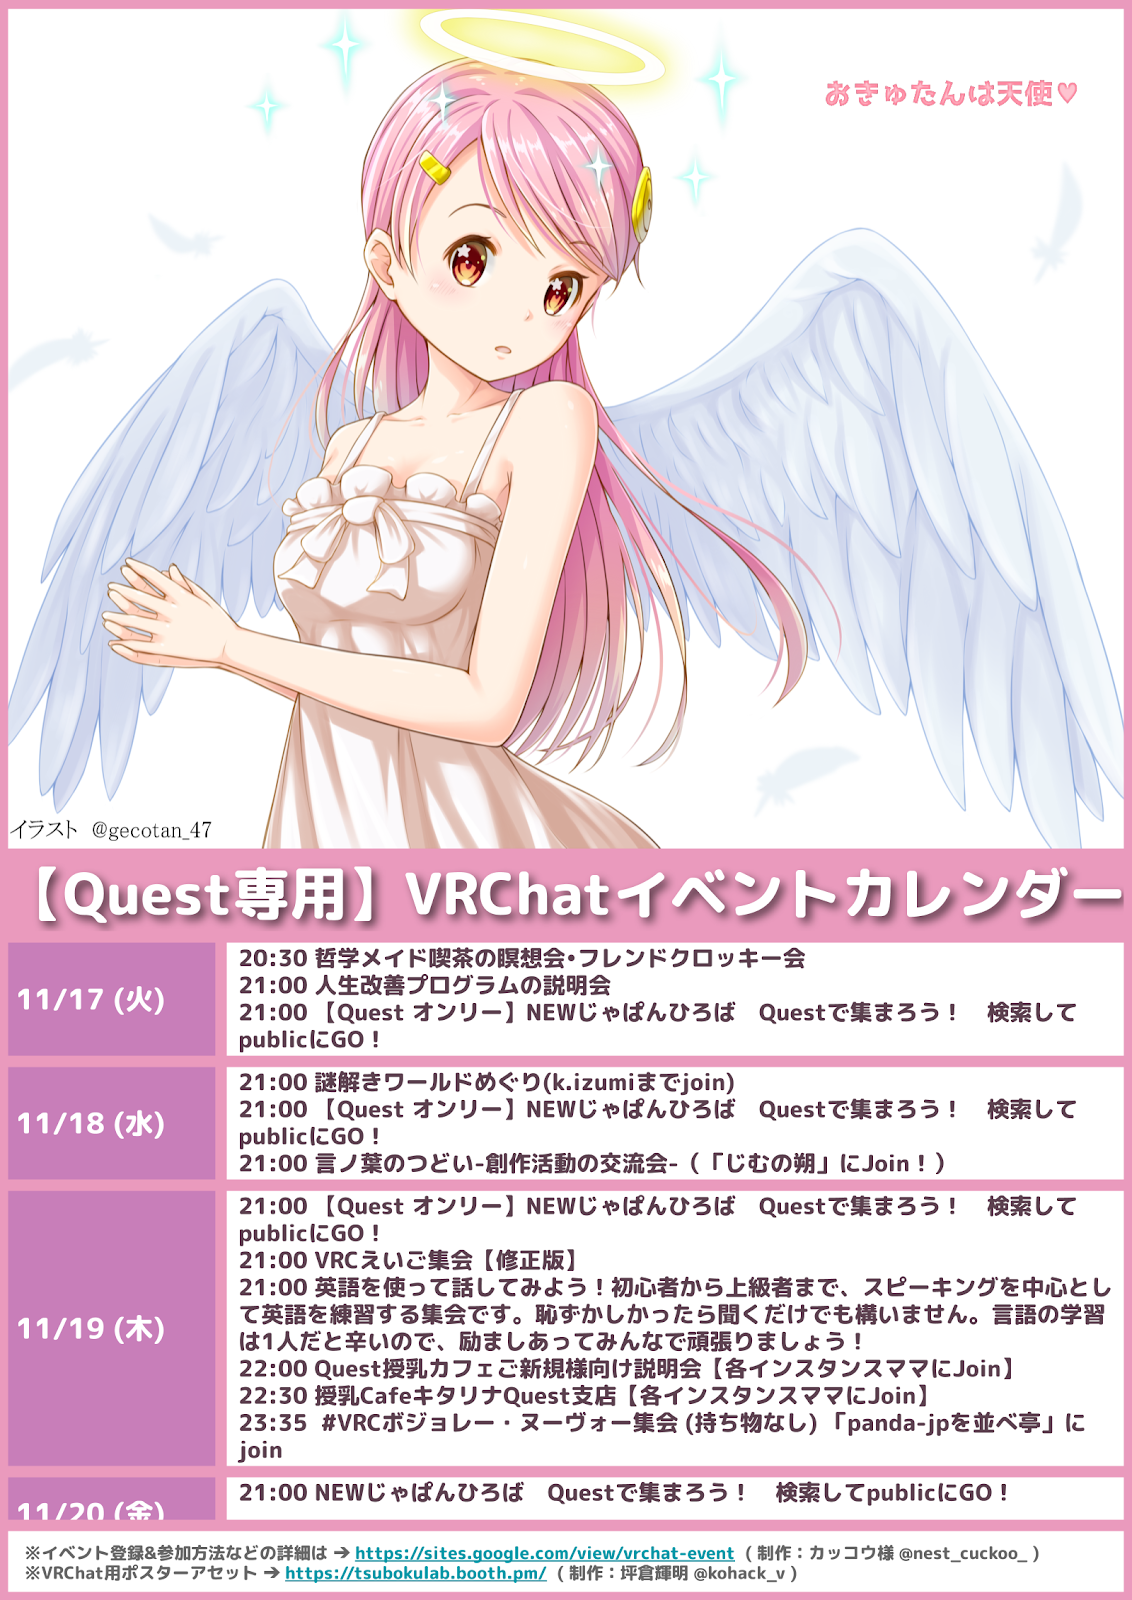 おきゅたんは天使♥
イラスト @gecotan_47
【Quest専用】VRChatイベントカレンダー
11/17 (火)
20:30 哲学メイド喫茶の瞑想会・フレンドクロッキー会
21:00 人生改善プログラムの説明会
21:00 【Quest オンリー】NEWじゃぱんひろば　Questで集まろう！　検索して
publicにGO！
11/18 (水)
21:00 謎解きワールドめぐり(k.izumiまでjoin)
21:00 【Quest オンリー】NEWじゃぱんひろば　Questで集まろう！　検索して
publicにGO！
21:00 言ノ葉のつどい-創作活動の交流会-（「じむの朔」にJoin！）
11/19 (木)
21:00 【Quest オンリー】NEWじゃぱんひろば　Questで集まろう！　検索して
publicにGO！
21:00 VRCえいご集会【修正版】
21:00 英語を使って話してみよう！初心者から上級者まで、スピーキングを中心とし
て英語を練習する集会です。恥ずかしかったら聞くだけでも構いません。言語の学習
は1人だと辛いので、励ましあってみんなで頑張りましょう！
22:00 Quest授乳カフェご新規様向け説明会【各インスタンスママにJoin】
22:30 授乳CafeキタリナQuest支店【各インスタンスママにJoin】
23:35 #VRCボジョレー・ヌーヴォー集会 (持ち物なし) 「panda-jpを並べ亭」に
join
11/20 (金)
21:00 NEWじゃぱんひろば　Questで集まろう！　検索してpublicにGO！
※イベント登録&参加方法などの詳細は ➔ https://sites.google.com/view/vrchat-event ( 制作：カッコウ様 @nest_cuckoo_ )
※VRChat用ポスターアセット ➔ https://tsubokulab.booth.pm/ ( 制作：坪倉輝明 @kohack_v )